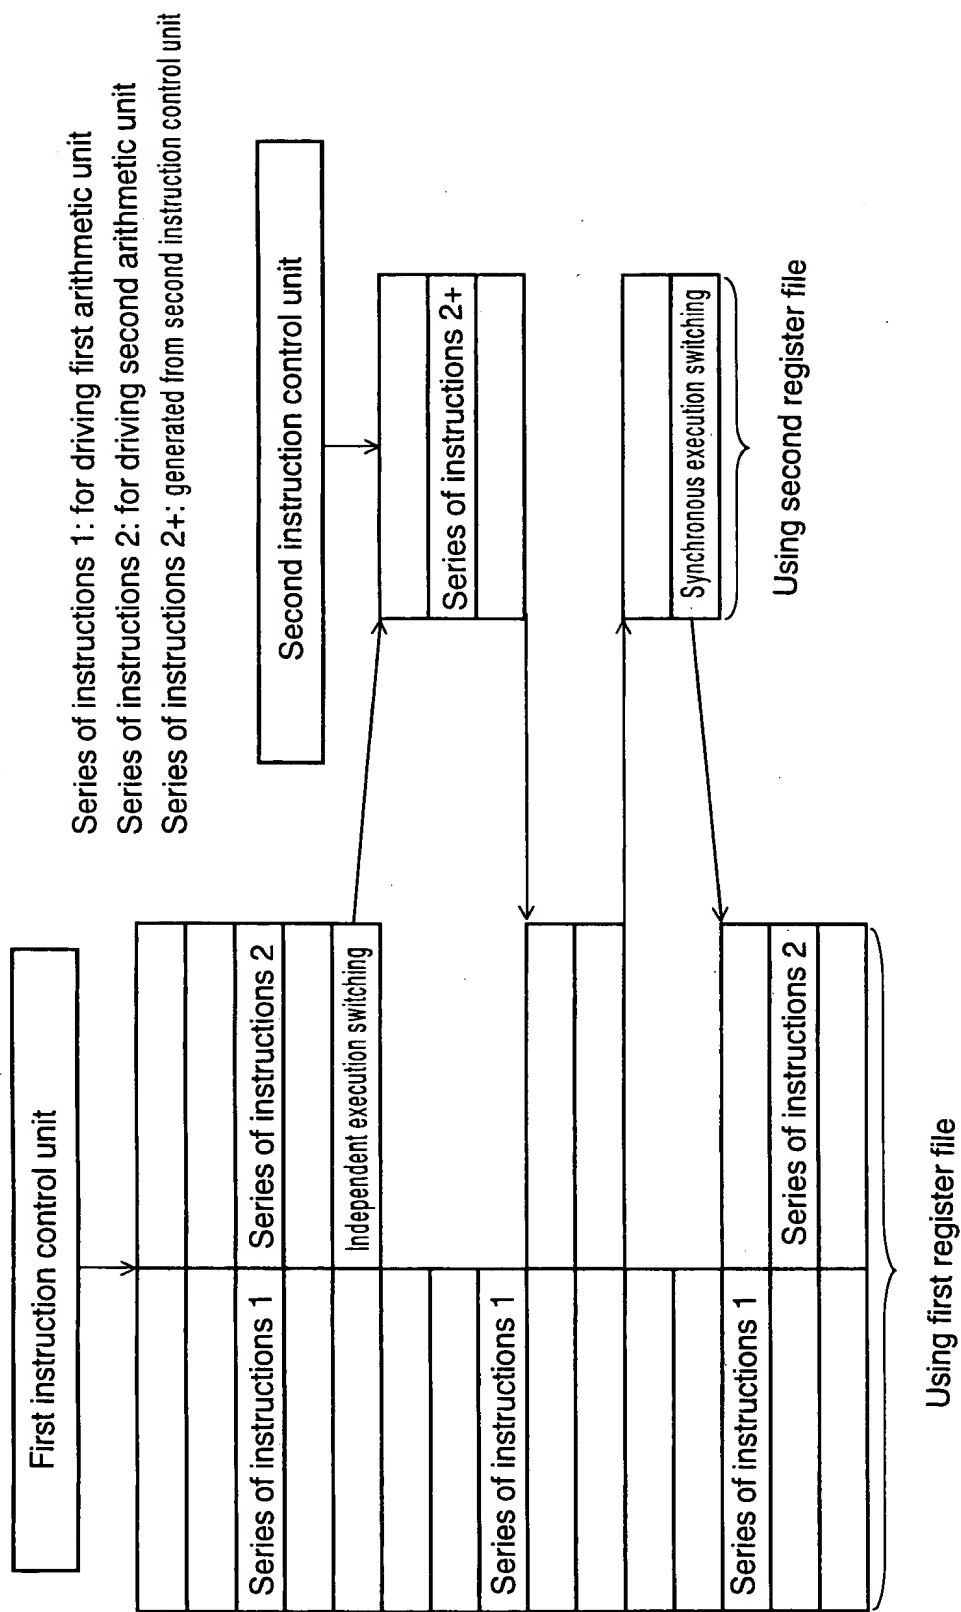 Series of instructions 1: for driving first arithmetic unit
Series of instructions 2: for driving second arithmetic unit
Series of instructions 2+: generated from second instruction control unit
First instruction control unit
Second instruction control unit
Series of instructions 1
Series of instructions 2
Independent execution switching
Series of instructions 2+
Series of instructions 1
Synchronous execution switching
Series of instructions 1
Series of instructions 2
Using second register file
Using first register file